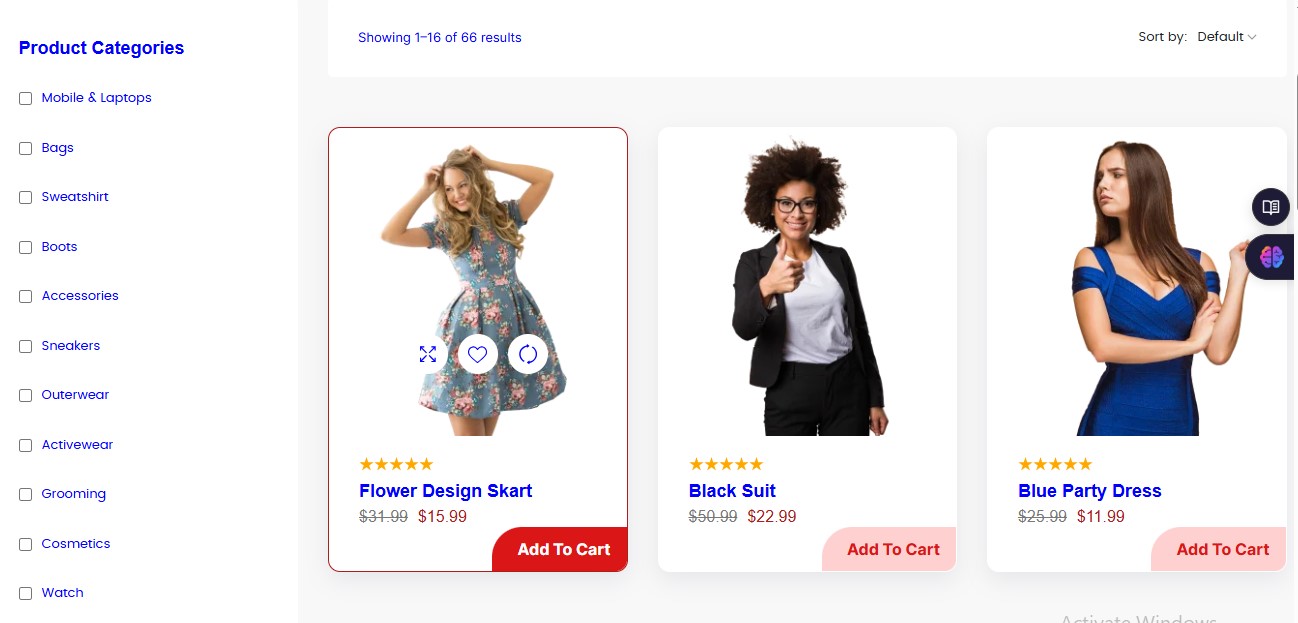 Product Categories
Mobile & Laptops
Bags
Sweatshirt
Boots
Accessories
Sneakers
Outerwear
Activewear
Grooming
Cosmetics
Watch
Showing 1–16 of 66 results
Sort by: Default
Flower Design Skart
$31.99 $15.99
Add To Cart
Black Suit
$50.99 $22.99
Add To Cart
Blue Party Dress
$25.99 $11.99
Add To Cart
Activate Windows